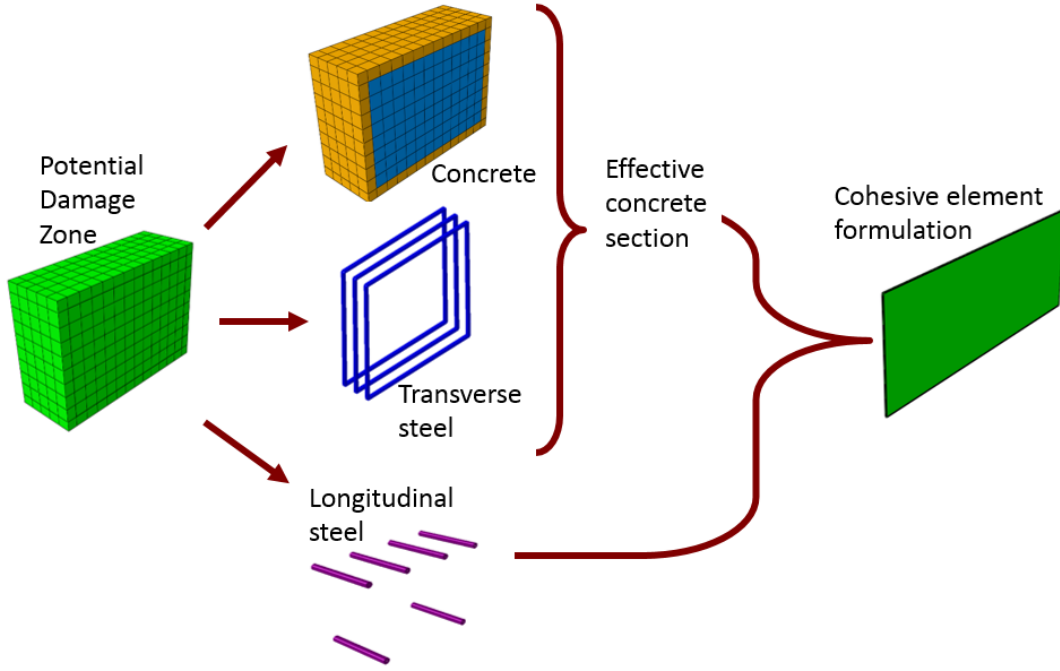 Potential
Damage
Zone
Concrete
Transverse
steel
Longitudinal
steel
Effective
concrete
section
Cohesive element
formulation